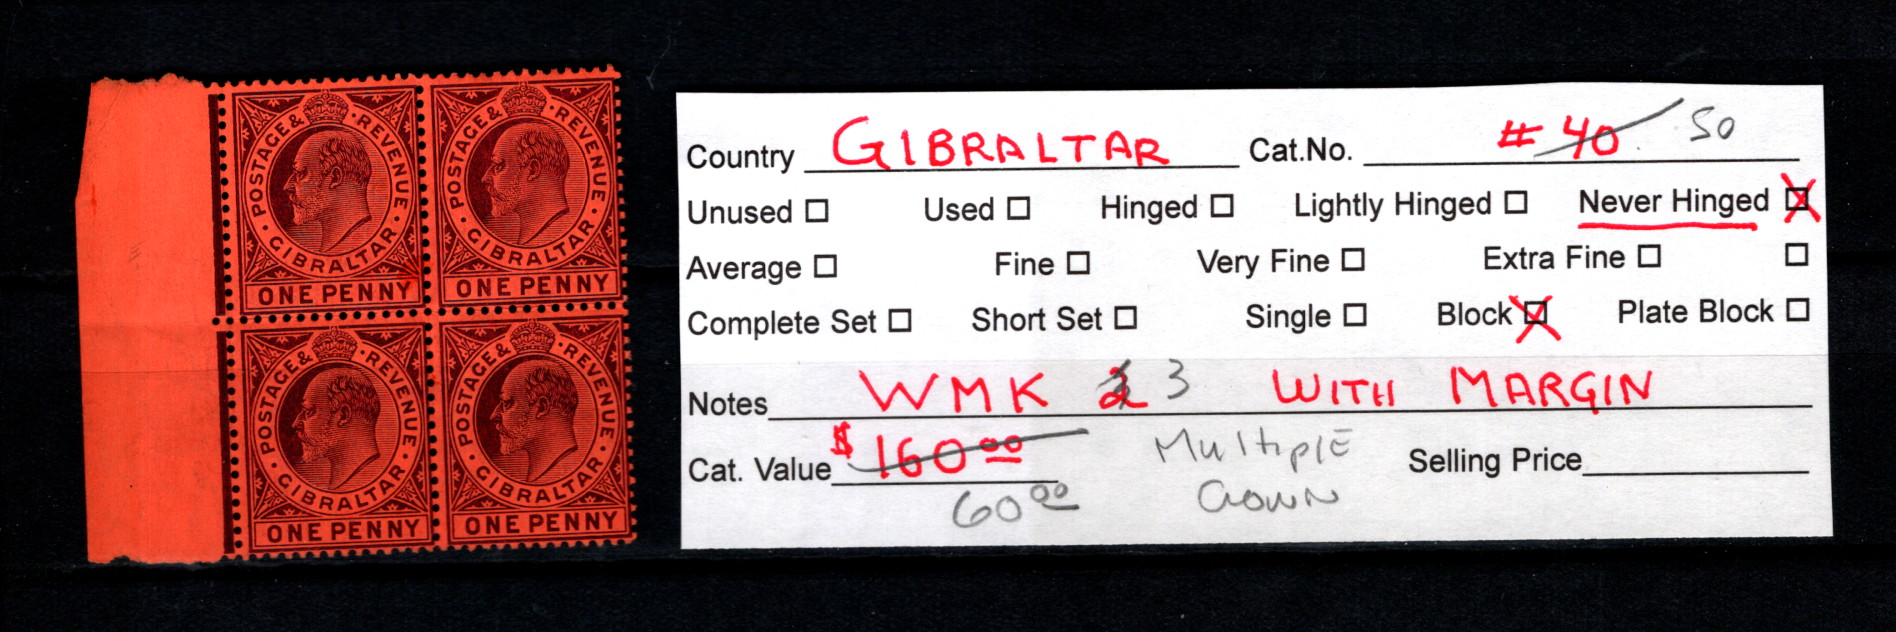 POSTAGE & REVENUE · GIBRALTAR ·
ONE PENNY
POSTAGE & REVENUE · GIBRALTAR ·
ONE PENNY
POSTAGE & REVENUE · GIBRALTAR ·
ONE PENNY
POSTAGE & REVENUE · GIBRALTAR ·
ONE PENNY
Country GIBRALTAR Cat.No. # 40 50
Unused ☐ Used ☐ Hinged ☐ Lightly Hinged ☐ Never Hinged ☒
Average ☐ Fine ☐ Very Fine ☐ Extra Fine ☐ ☐
Complete Set ☐ Short Set ☐ Single ☐ Block ☒ Plate Block ☐
Notes WMK 2 3 WITH MARGIN
Cat. Value $160.00 Multiple Selling Price
60.00 Crown